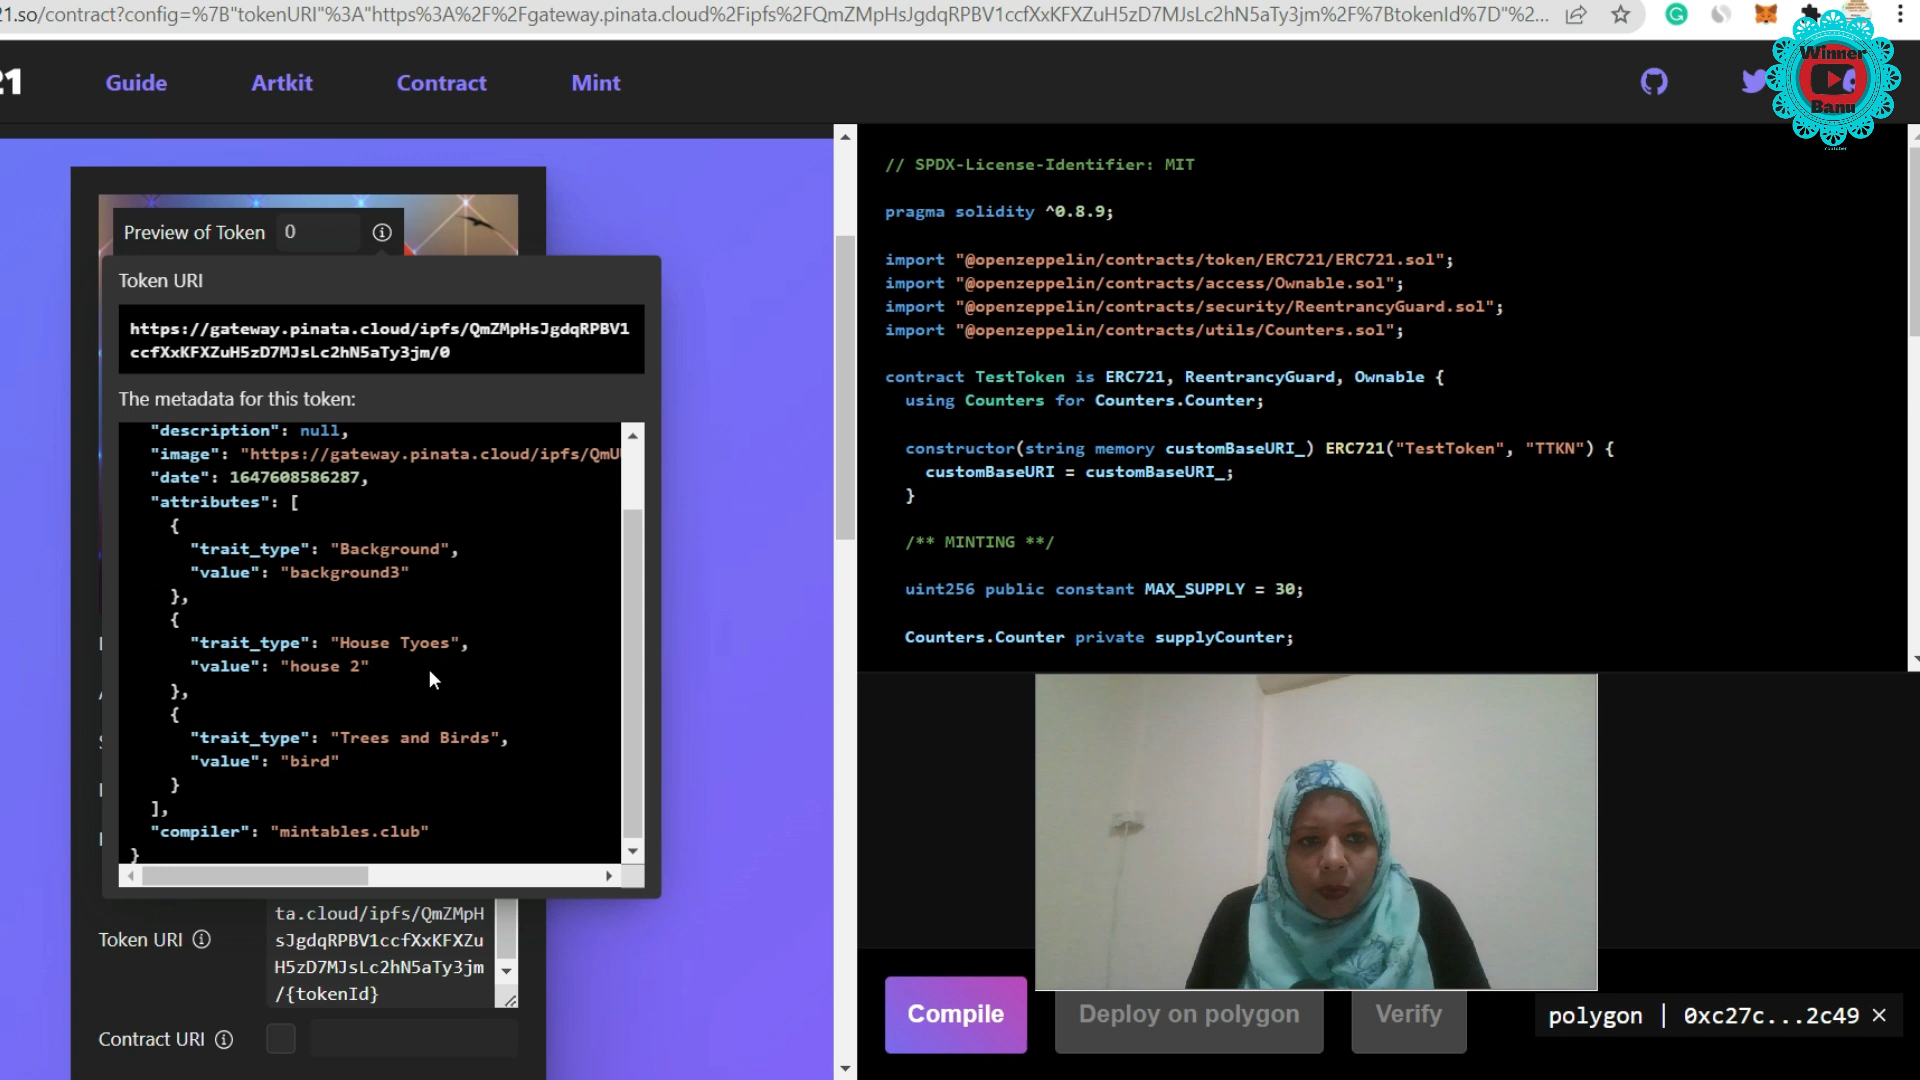 1.so/contract?config=%7B"tokenURI"%3A"https%3A%2F%2Fgateway.pinata.cloud%2Fipfs%2FQmZMpHsJgdqRPBV1ccfXxKFXZuH5zD7MJsLc2hN5aTy3jm%2F%7BtokenId%7D"%2...
21
Guide
Artkit
Contract
Mint
Winner
Banu
Preview of Token
0
Token URI
https://gateway.pinata.cloud/ipfs/QmZMpHsJgdqRPBV1
ccfXxKFXZuH5zD7MJsLc2hN5aTy3jm/0
The metadata for this token:
"description": null,
"image": "https://gateway.pinata.cloud/ipfs/QmU
"date": 1647608586287,
"attributes": [
{
"trait_type": "Background",
"value": "background3"
},
{
"trait_type": "House Tyoes",
"value": "house 2"
},
{
"trait_type": "Trees and Birds",
"value": "bird"
}
],
"compiler": "mintables.club"
}
Token URI
ta.cloud/ipfs/QmZMpH
sJgdqRPBV1ccfXxKFXZu
H5zD7MJsLc2hN5aTy3jm
/{tokenId}
Contract URI
// SPDX-License-Identifier: MIT
pragma solidity ^0.8.9;
import "@openzeppelin/contracts/token/ERC721/ERC721.sol";
import "@openzeppelin/contracts/access/Ownable.sol";
import "@openzeppelin/contracts/security/ReentrancyGuard.sol";
import "@openzeppelin/contracts/utils/Counters.sol";
contract TestToken is ERC721, ReentrancyGuard, Ownable {
using Counters for Counters.Counter;
constructor(string memory customBaseURI_) ERC721("TestToken", "TTKN") {
customBaseURI = customBaseURI_;
}
/** MINTING **/
uint256 public constant MAX_SUPPLY = 30;
Counters.Counter private supplyCounter;
Compile
Deploy on polygon
Verify
polygon | 0xc27c...2c49 ×